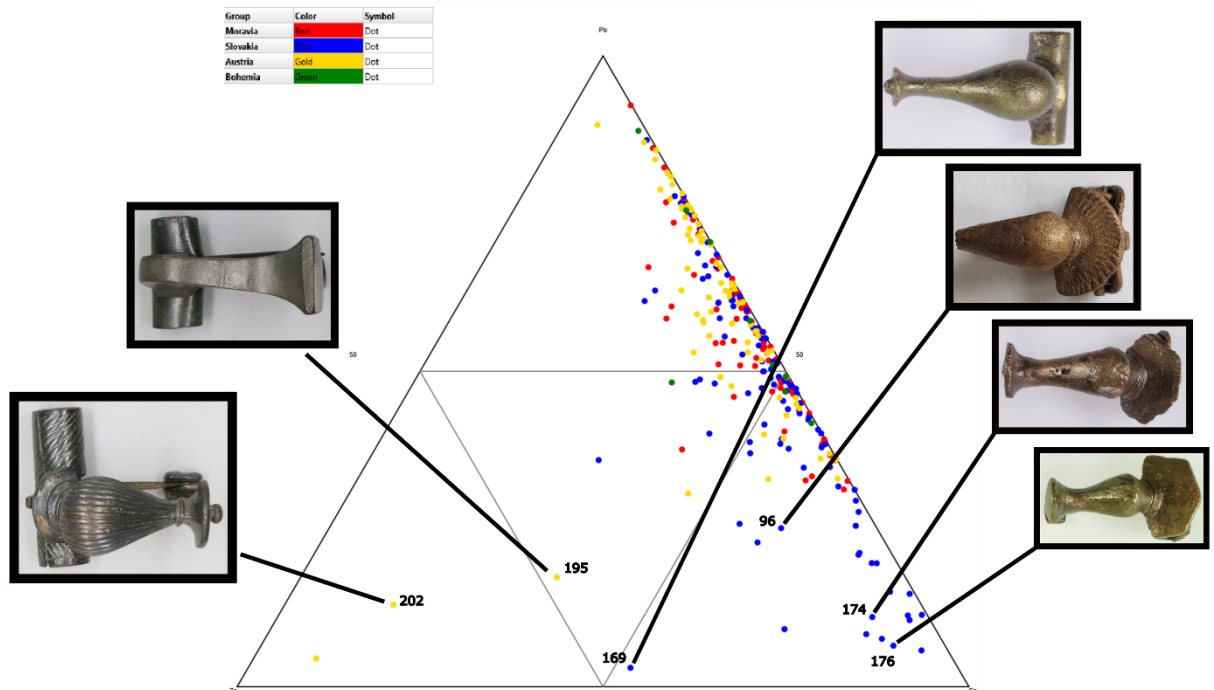 Group Color Symbol
Moravia Red Dot
Slovakia Blue Dot
Austria Gold Dot
Bohemia Green Dot
Pb
50
50
96
195
202
174
169
176